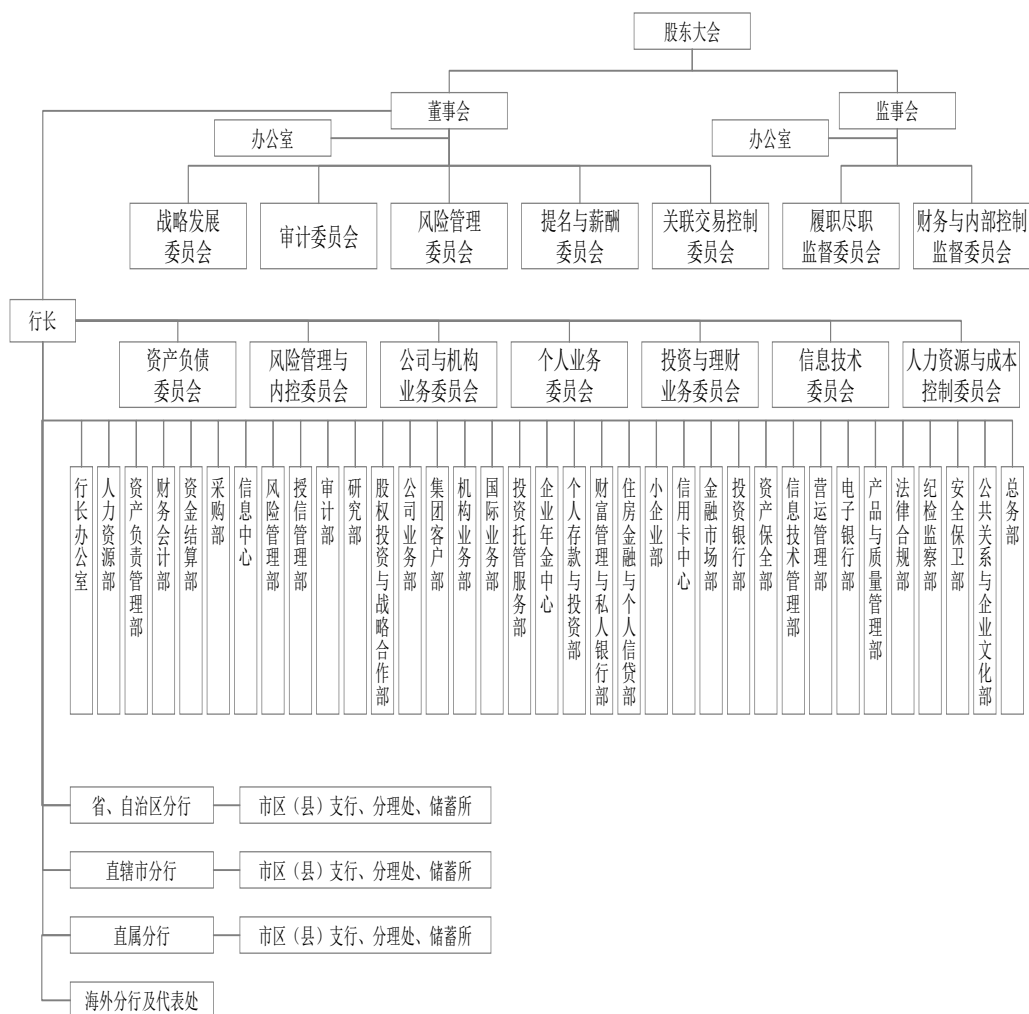 股东大会
董事会
监事会
办公室
办公室
战略发展
委员会
审计委员会
风险管理
委员会
提名与薪酬
委员会
关联交易控制
委员会
履职尽职
监督委员会
财务与内部控制
监督委员会
行长
资产负债
委员会
风险管理与
内控委员会
公司与机构
业务委员会
个人业务
委员会
投资与理财
业务委员会
信息技术
委员会
人力资源与成本
控制委员会
行长办公室
人力资源部
资产负责管理部
财务会计部
资金结算部
采购部
信息中心
风险管理部
授信管理部
审计部
研究部
股权投资与战略合作部
公司业务部
集团客户部
机构业务部
国际业务部
投资托管服务部
企业年金中心
个人存款与投资部
财富管理与私人银行部
住房金融与个人信贷部
小企业部
信用卡中心
金融市场部
投资银行部
资产保全部
信息技术管理部
营运管理部
电子银行部
产品与质量管理部
法律合规部
纪检监察部
安全保卫部
公共关系与企业文化部
总务部
省、自治区分行
市区（县）支行、分理处、储蓄所
直辖市分行
市区（县）支行、分理处、储蓄所
直属分行
市区（县）支行、分理处、储蓄所
海外分行及代表处